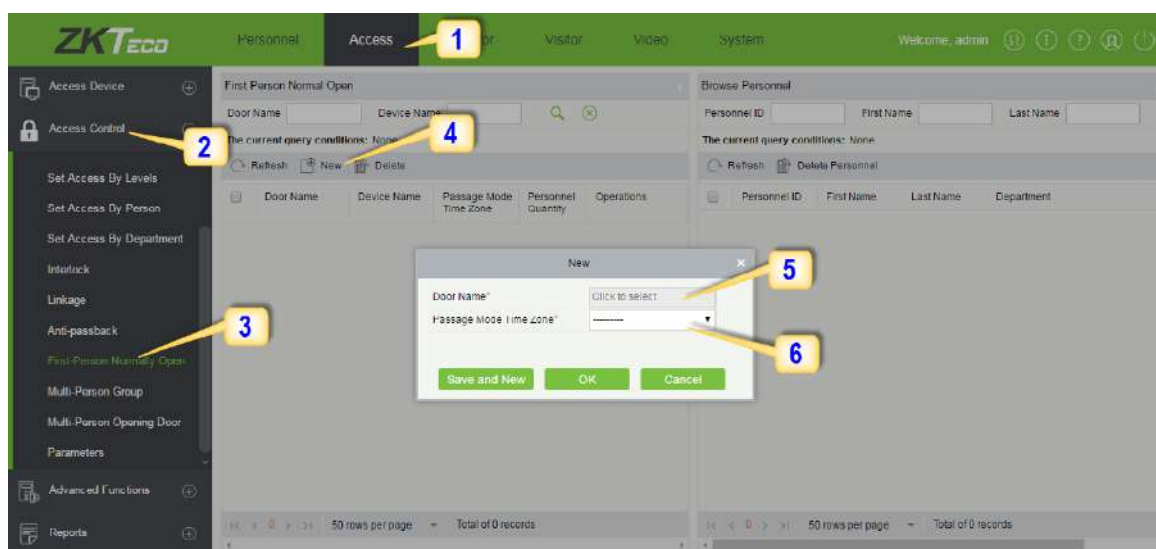 ZKTECO Personnel Access 1 Visitor Video System Welcome, admin
Access Device
Access Control
2
Set Access By Levels
Set Access By Person
Set Access By Department
Interlock
Linkage
Anti-passback
First-Person Normally Open
3
Multi-Person Group
Multi-Person Opening Door
Parameters
Advanced Functions
Reports
First Person Normal Open
Door Name Device Name
The current query conditions: None
4
Refresh New Delete
Door Name Device Name Passage Mode Time Zone Personnel Quantity Operations
50 rows per page Total of 0 records
Browse Personnel
Personnel ID First Name Last Name
The current query conditions: None
Refresh Delete Personnel
Personnel ID First Name Last Name Department
0 50 rows per page Total of 0 records
New ×
Door Name* Click to select
5
Passage Mode Time Zone* ---------
6
Save and New OK Cancel